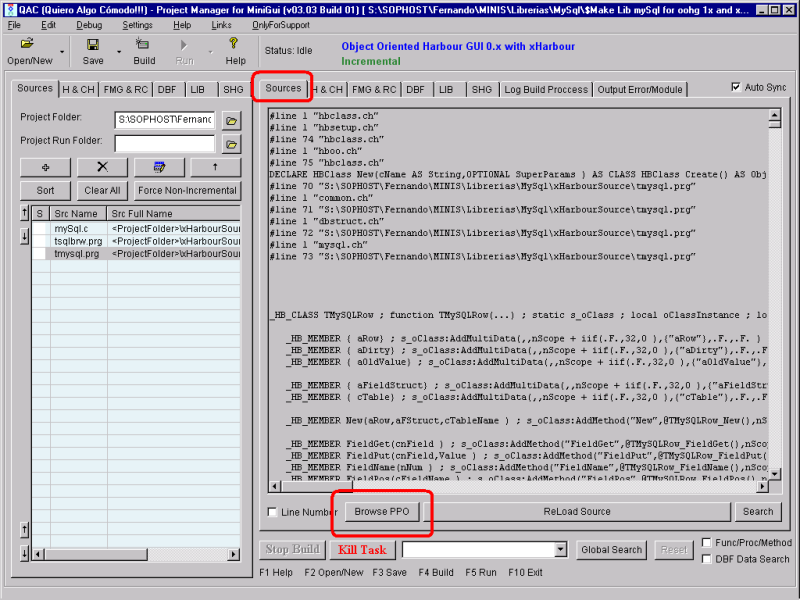 QAC (Quiero Algo Cómodo!!!) - Project Manager for MiniGui (v03.03 Build 01) [ S:\SOPHOST\Fernando\MINIS\Librerias\MySql\$Make Lib mySql for oohg 1x and x...
File Edit Debug Settings Help Links OnlyForSupport
Open/New Save Build Run Help
Status: Idle
Object Oriented Harbour GUI 0.x with xHarbour
Incremental
Sources H & CH FMG & RC DBF LIB SHG
Project Folder: S:\SOPHOST\Fernanc
Project Run Folder:
Sort Clear All Force Non-Incremental
S Src Name Src Full Name
mySql.c <ProjectFolder>\xHarbourSour
tsqlbrw.prg <ProjectFolder>\xHarbourSour
tmysql.prg <ProjectFolder>\xHarbourSour
Sources H & CH FMG & RC DBF LIB SHG Log Build Proccess Output Error/Module Auto Sync
#line 1 "hbclass.ch"
#line 1 "hbsetup.ch"
#line 74 "hbclass.ch"
#line 1 "hboo.ch"
#line 75 "hbclass.ch"
DECLARE HBClass New(cName AS String,OPTIONAL SuperParams ) AS CLASS HBClass Create() AS Obj
#line 70 "S:\SOPHOST\Fernando\MINIS\Librerias\MySql\xHarbourSource\tmysql.prg"
#line 1 "common.ch"
#line 71 "S:\SOPHOST\Fernando\MINIS\Librerias\MySql\xHarbourSource\tmysql.prg"
#line 1 "dbstruct.ch"
#line 72 "S:\SOPHOST\Fernando\MINIS\Librerias\MySql\xHarbourSource\tmysql.prg"
#line 1 "mysql.ch"
#line 73 "S:\SOPHOST\Fernando\MINIS\Librerias\MySql\xHarbourSource\tmysql.prg"
_HB_CLASS TMySQLRow ; function TMySQLRow(...) ; static s_oClass ; local oClassInstance ; lo
_HB_MEMBER { aRow} ; s_oClass:AddMultiData(,,nScope + iif(.F.,32,0 ),{"aRow"},.F.,.F. )
_HB_MEMBER { aDirty} ; s_oClass:AddMultiData(,,nScope + iif(.F.,32,0 ),{"aDirty"},.F.,.F
_HB_MEMBER { aOldValue} ; s_oClass:AddMultiData(,,nScope + iif(.F.,32,0 ),{"aOldValue"},
_HB_MEMBER { aFieldStruct} ; s_oClass:AddMultiData(,,nScope + iif(.F.,32,0 ),{"aFieldStr
_HB_MEMBER { cTable} ; s_oClass:AddMultiData(,,nScope + iif(.F.,32,0 ),{"cTable"},.F.,.F
_HB_MEMBER New(aRow,aFStruct,cTableName ) ; s_oClass:AddMethod("New",@TMySQLRow_New(),nS
_HB_MEMBER FieldGet(cnField ) ; s_oClass:AddMethod("FieldGet",@TMySQLRow_FieldGet(),nSco
_HB_MEMBER FieldPut(cnField,Value ) ; s_oClass:AddMethod("FieldPut",@TMySQLRow_FieldPut(
_HB_MEMBER FieldName(nNum ) ; s_oClass:AddMethod("FieldName",@TMySQLRow_FieldName(),nSco
_HB_MEMBER FieldPos(cFieldName ) ; s_oClass:AddMethod("FieldPos",@TMySQLRow_FieldPos(),n
Line Number Browse PPO ReLoad Source Search
Stop Build Kill Task Global Search Reset Func/Proc/Method
DBF Data Search
F1 Help F2 Open/New F3 Save F4 Build F5 Run F10 Exit